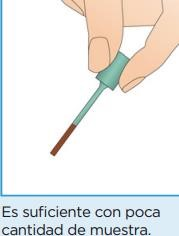 Es suficiente con poca
cantidad de muestra.